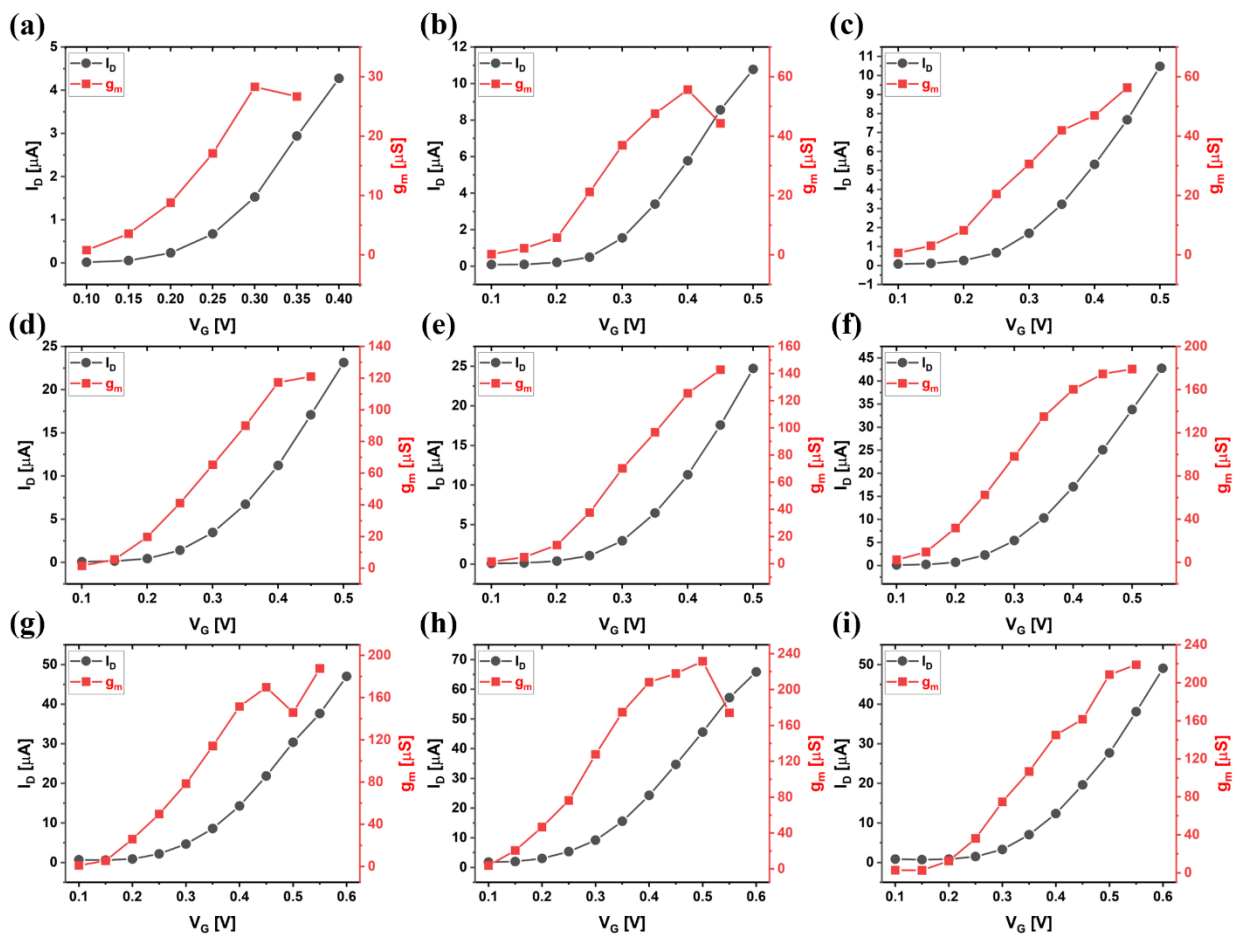 (a)
I_D
g_m
5
4
3
2
1
0
30
20
10
0
I_D [μA]
g_m [μS]
0.10 0.15 0.20 0.25 0.30 0.35 0.40
V_G [V]
(b)
I_D
g_m
12
10
8
6
4
2
0
60
40
20
0
I_D [μA]
g_m [μS]
0.1 0.2 0.3 0.4 0.5
V_G [V]
(c)
I_D
g_m
11
10
9
8
7
6
5
4
3
2
1
0
−1
60
40
20
0
I_D [μA]
g_m [μS]
0.1 0.2 0.3 0.4 0.5
V_G [V]
(d)
I_D
g_m
25
20
15
10
5
0
140
120
100
80
60
40
20
0
I_D [μA]
g_m [μS]
0.1 0.2 0.3 0.4 0.5
V_G [V]
(e)
I_D
g_m
25
20
15
10
5
0
160
140
120
100
80
60
40
20
0
I_D [μA]
g_m [μS]
0.1 0.2 0.3 0.4 0.5
V_G [V]
(f)
I_D
g_m
45
40
35
30
25
20
15
10
5
0
200
160
120
80
40
0
I_D [μA]
g_m [μS]
0.1 0.2 0.3 0.4 0.5
V_G [V]
(g)
I_D
g_m
50
40
30
20
10
0
200
160
120
80
40
0
I_D [μA]
g_m [μS]
0.1 0.2 0.3 0.4 0.5 0.6
V_G [V]
(h)
I_D
g_m
70
60
50
40
30
20
10
0
240
200
160
120
80
40
0
I_D [μA]
g_m [μS]
0.1 0.2 0.3 0.4 0.5 0.6
V_G [V]
(i)
I_D
g_m
50
40
30
20
10
0
240
200
160
120
80
40
0
I_D [μA]
g_m [μS]
0.1 0.2 0.3 0.4 0.5 0.6
V_G [V]